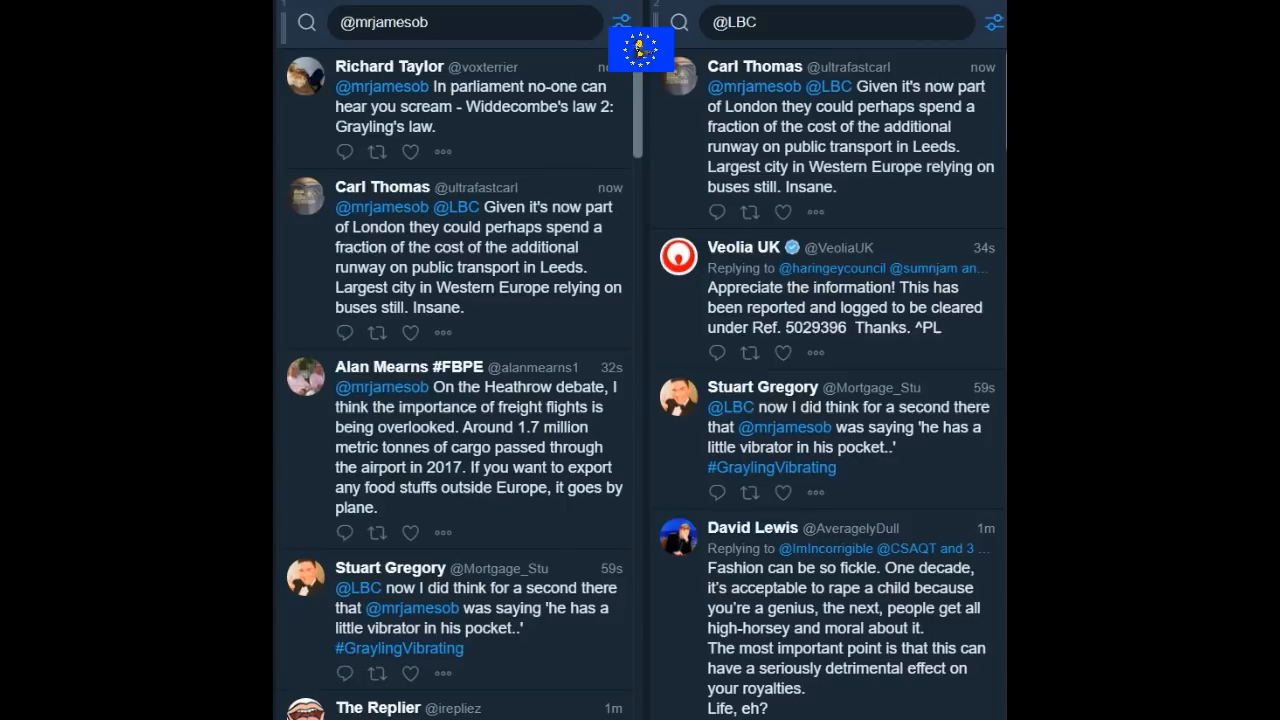 1
@mrjamesob
Richard Taylor @voxterrier
@mrjamesob In parliament no-one can
hear you scream - Widdecombe's law 2:
Grayling's law.
Carl Thomas @ultrafastcarl now
@mrjamesob @LBC Given it's now part
of London they could perhaps spend a
fraction of the cost of the additional
runway on public transport in Leeds.
Largest city in Western Europe relying on
buses still. Insane.
Alan Mearns #FBPE @alanmearns1 32s
@mrjamesob On the Heathrow debate, I
think the importance of freight flights is
being overlooked. Around 1.7 million
metric tonnes of cargo passed through
the airport in 2017. If you want to export
any food stuffs outside Europe, it goes by
plane.
Stuart Gregory @Mortgage_Stu 59s
@LBC now I did think for a second there
that @mrjamesob was saying 'he has a
little vibrator in his pocket..'
#GraylingVibrating
The Replier @irepliez 1m
2
@LBC
Carl Thomas @ultrafastcarl now
@mrjamesob @LBC Given it's now part
of London they could perhaps spend a
fraction of the cost of the additional
runway on public transport in Leeds.
Largest city in Western Europe relying on
buses still. Insane.
Veolia UK @VeoliaUK 34s
Replying to @haringeycouncil @sumnjam an...
Appreciate the information! This has
been reported and logged to be cleared
under Ref. 5029396 Thanks. ^PL
Stuart Gregory @Mortgage_Stu 59s
@LBC now I did think for a second there
that @mrjamesob was saying 'he has a
little vibrator in his pocket..'
#GraylingVibrating
David Lewis @AveragelyDull 1m
Replying to @ImIncorrigible @CSAQT and 3 ...
Fashion can be so fickle. One decade,
it's acceptable to rape a child because
you're a genius, the next, people get all
high-horsey and moral about it.
The most important point is that this can
have a seriously detrimental effect on
your royalties.
Life, eh?